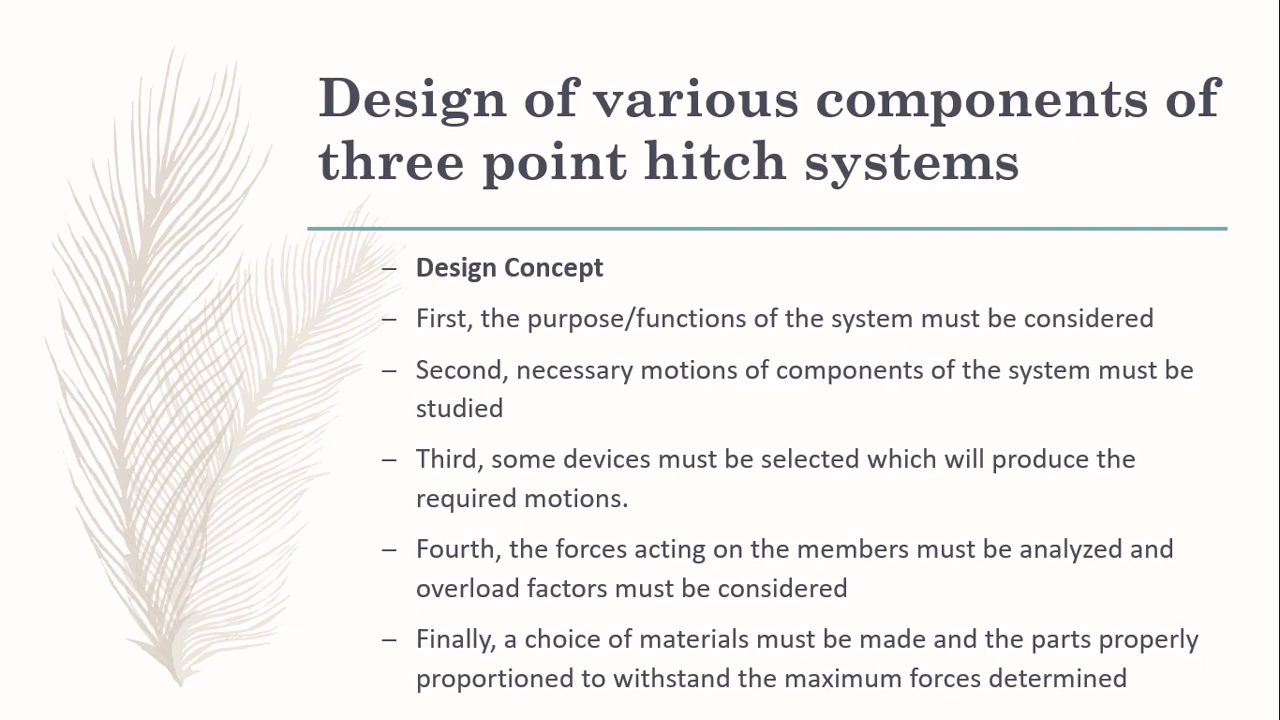 Design of various components of
three point hitch systems
– Design Concept
– First, the purpose/functions of the system must be considered
– Second, necessary motions of components of the system must be
studied
– Third, some devices must be selected which will produce the
required motions.
– Fourth, the forces acting on the members must be analyzed and
overload factors must be considered
– Finally, a choice of materials must be made and the parts properly
proportioned to withstand the maximum forces determined